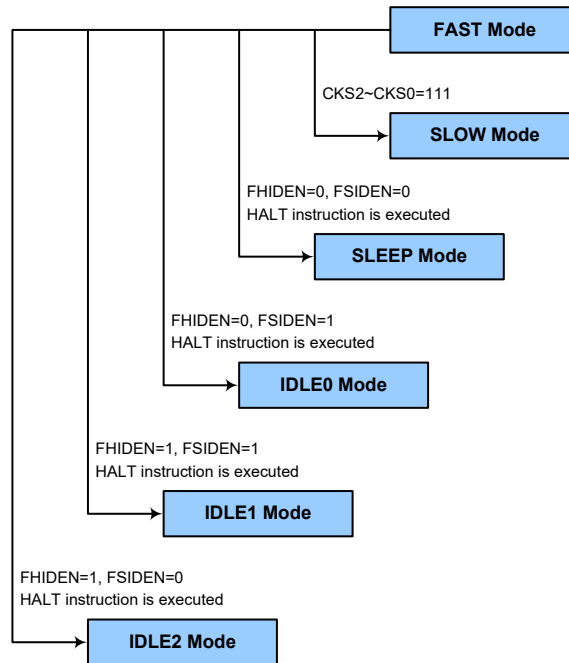 FAST Mode
CKS2~CKS0=111
SLOW Mode
FHIDEN=0, FSIDEN=0
HALT instruction is executed
SLEEP Mode
FHIDEN=0, FSIDEN=1
HALT instruction is executed
IDLE0 Mode
FHIDEN=1, FSIDEN=1
HALT instruction is executed
IDLE1 Mode
FHIDEN=1, FSIDEN=0
HALT instruction is executed
IDLE2 Mode